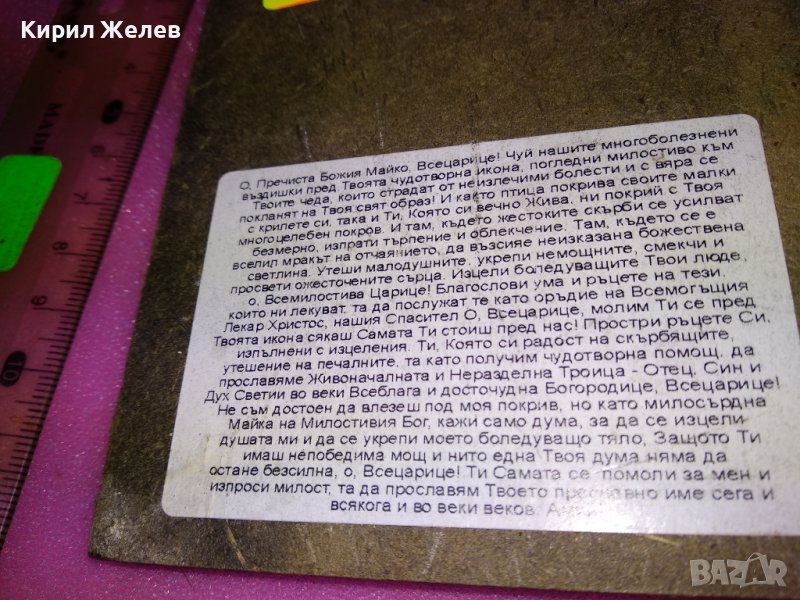 Кирил Желев
О, Пречиста Божия Майко, Всецарице! Чуй нашите многоболезнени
въздишки пред Твоята чудотворна икона, погледни милостиво към
Твоите чеда, които страдат от неизлечими болести и с вяра се
покланят на Твоя свят образ! И както птица покрива своите малки
с крилете си, така и Ти, Която си вечно Жива, ни покрий с Твоя
многоцелебен покров. И там, където жестоките скърби се усилват
безмерно, изпрати търпение и облекчение. Там, където се е
вселил мракът на отчаянието, да възсияе неизказана божествена
светлина. Утеши малодушните, укрепи немощните, смекчи и
просвети ожесточените сърца. Изцели боледуващите Твои люде,
о, Всемилостива Царице! Благослови ума и ръцете на тези,
които ни лекуват, та да послужат те като оръдие на Всемогъщия
Лекар Христос, нашия Спасител О, Всецарице, молим Ти се пред
Твоята икона сякаш Самата Ти стоиш пред нас! Простри ръцете Си,
изпълнени с изцеления. Ти, Която си радост на скърбящите,
утешение на печалните, та като получим чудотворна помощ, да
прославяме Живоначалната и Неразделна Троица - Отец, Син и
Дух Светии во веки Всеблага и досточудна Богородице, Всецарице!
Не съм достоен да влезеш под моя покрив, но като милосърдна
Майка на Милостивия Бог, кажи само дума, за да се изцели
душата ми и да се укрепи моето боледуващо тяло, Защото Ти
имаш непобедима мощ и нито една Твоя дума няма да
остане безсилна, о, Всецарице! Ти Самата се помоли за мен и
изпроси милост, та да прославям Твоето преславно име сега и
всякога и во веки веков.
8
9
10
BAZAR